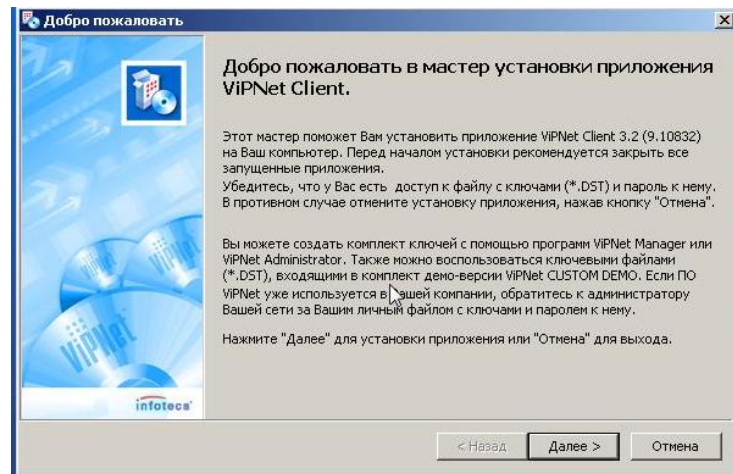 Добро пожаловать
Добро пожаловать в мастер установки приложения
ViPNet Client.
Этот мастер поможет Вам установить приложение ViPNet Client 3.2 (9.10832)
на Ваш компьютер. Перед началом установки рекомендуется закрыть все
запущенные приложения.
Убедитесь, что у Вас есть доступ к файлу с ключами (*.DST) и пароль к нему.
В противном случае отмените установку приложения, нажав кнопку "Отмена".
Вы можете создать комплект ключей с помощью программ ViPNet Manager или
ViPNet Administrator. Также можно воспользоваться ключевыми файлами
(*.DST), входящими в комплект демо-версии ViPNet CUSTOM DEMO. Если ПО
ViPNet уже используется в Вашей компании, обратитесь к администратору
Вашей сети за Вашим личным файлом с ключами и паролем к нему.
Нажмите "Далее" для установки приложения или "Отмена" для выхода.
ViPNet
infotecs
< Назад
Далее >
Отмена